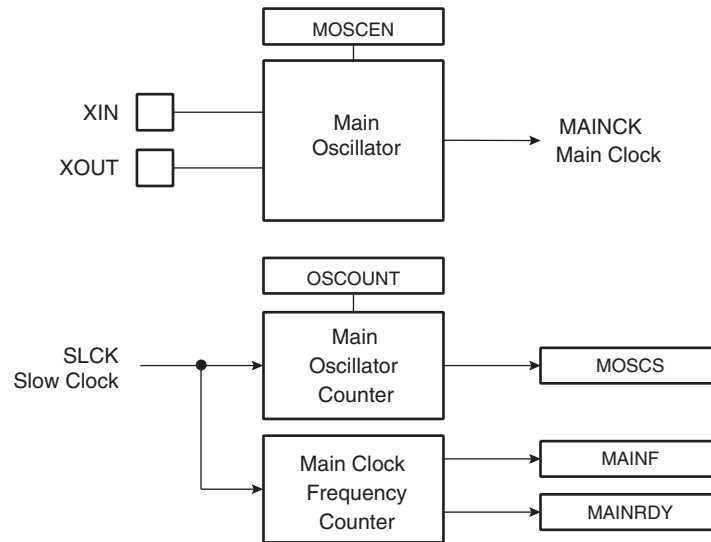 MOSCEN
XIN
XOUT
Main
Oscillator
MAINCK
Main Clock
OSCOUNT
SLCK
Slow Clock
Main
Oscillator
Counter
MOSCS
Main Clock
Frequency
Counter
MAINF
MAINRDY